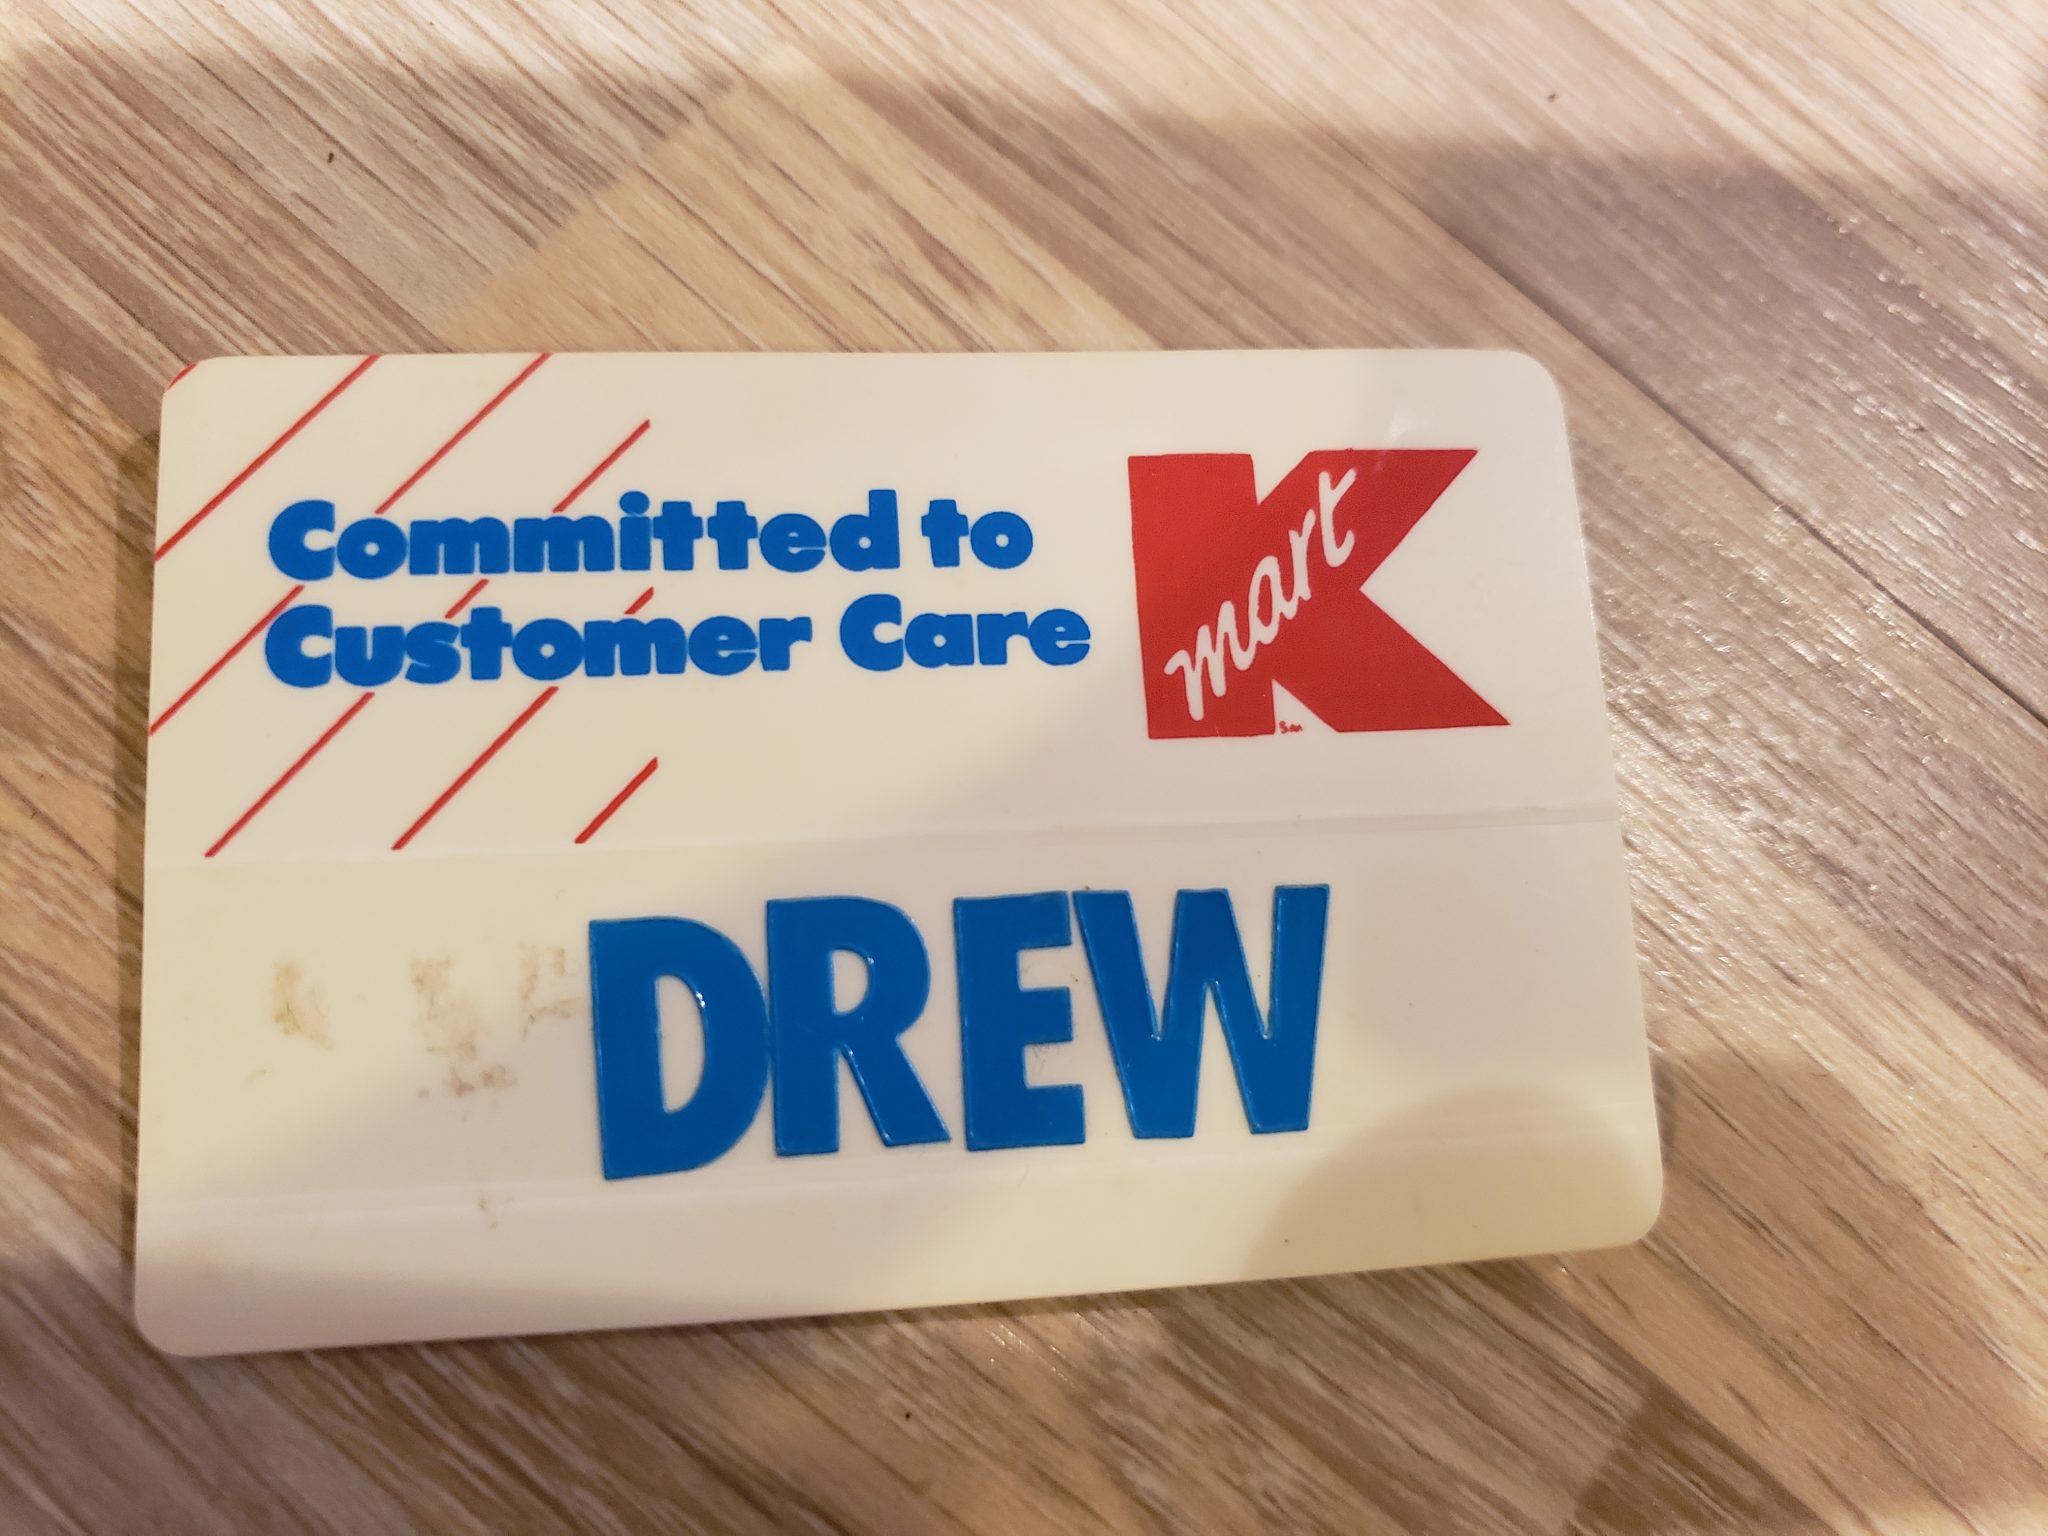 Committed to
Customer Care
K
mart
DREW